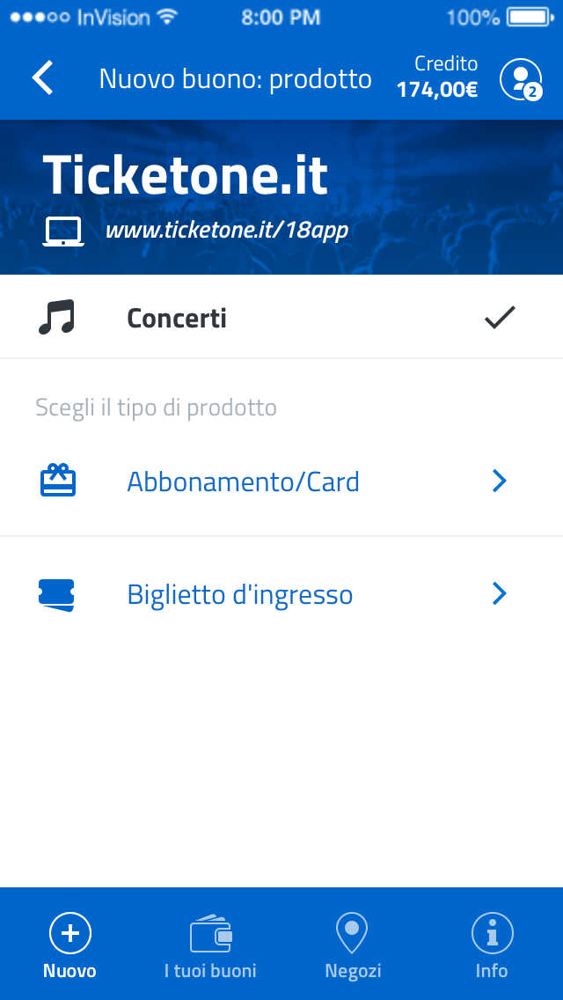 InVision 8:00 PM 100%
Nuovo buono: prodotto
Credito
174,00€
2
Ticketone.it
www.ticketone.it/18app
Concerti
Scegli il tipo di prodotto
Abbonamento/Card
Biglietto d'ingresso
Nuovo I tuoi buoni Negozi Info